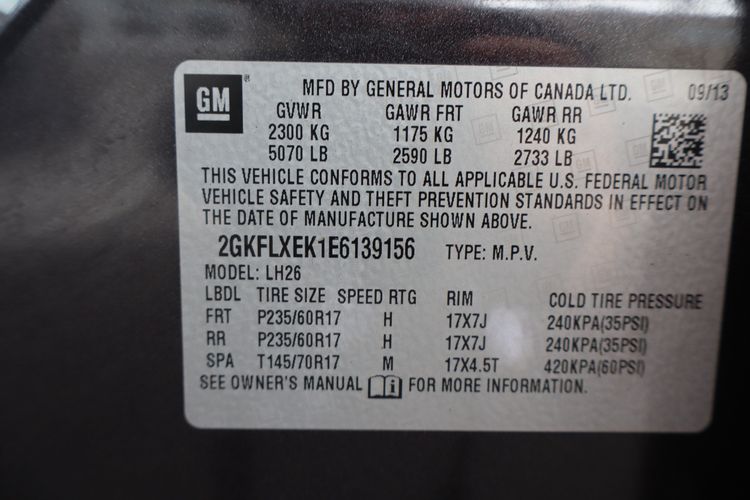 GM
MFD BY GENERAL MOTORS OF CANADA LTD. 09/13
GVWR GAWR FRT GAWR RR
2300 KG 1175 KG 1240 KG
5070 LB 2590 LB 2733 LB
THIS VEHICLE CONFORMS TO ALL APPLICABLE U.S. FEDERAL MOTOR
VEHICLE SAFETY AND THEFT PREVENTION STANDARDS IN EFFECT ON
THE DATE OF MANUFACTURE SHOWN ABOVE.
2GKFLXEK1E6139156 TYPE: M.P.V.
MODEL: LH26
LBDL TIRE SIZE SPEED RTG RIM COLD TIRE PRESSURE
FRT P235/60R17 H 17X7J 240KPA(35PSI)
RR P235/60R17 H 17X7J 240KPA(35PSI)
SPA T145/70R17 M 17X4.5T 420KPA(60PSI)
SEE OWNER'S MANUAL i FOR MORE INFORMATION.